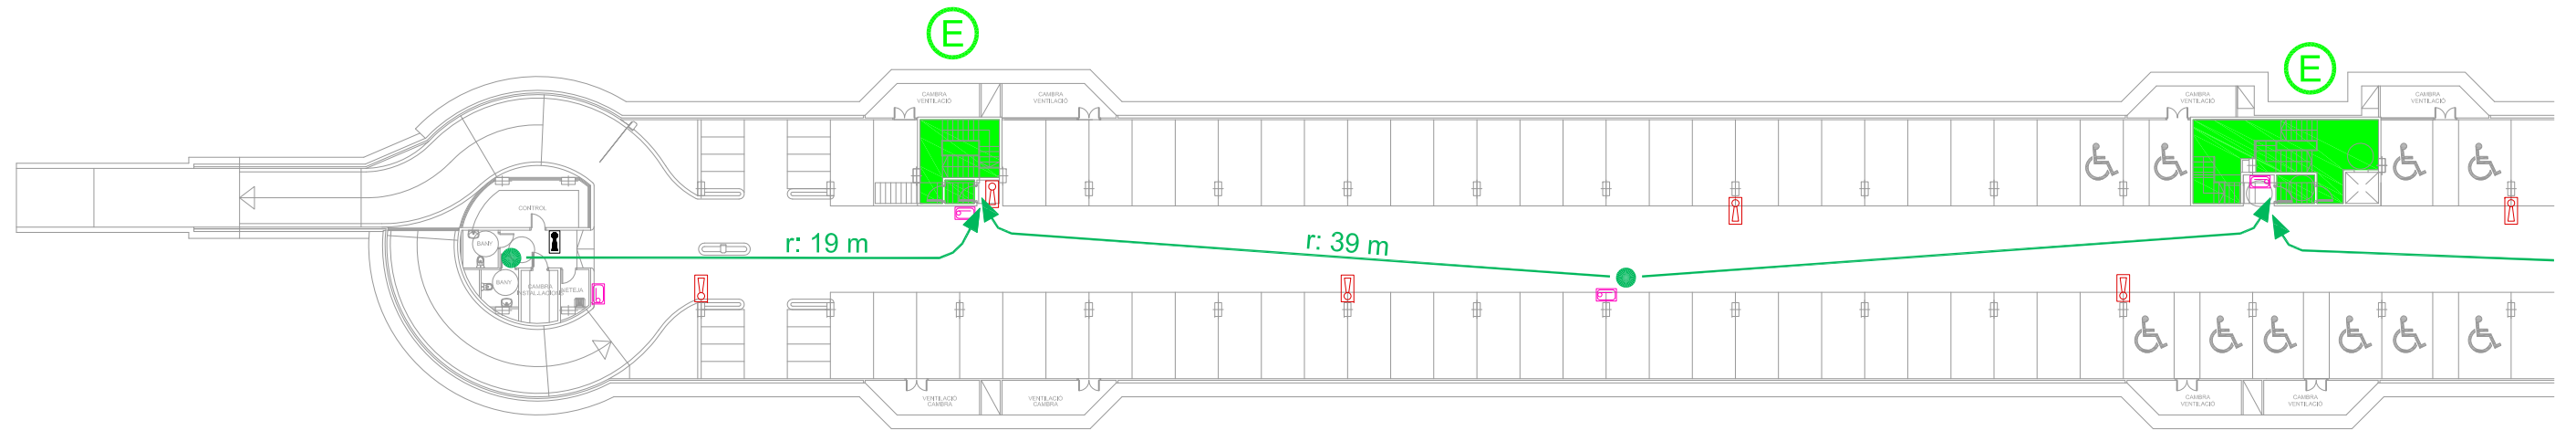 E
E
CAMBRA
VENTILACIÓ
CAMBRA
VENTILACIÓ
CAMBRA
VENTILACIÓ
CAMBRA
VENTILACIÓ
CONTROL
BANY
r: 19 m
r: 39 m
BANY
CAMBRA
INSTAL·LACIONS
NETEJA
VENTILACIÓ
CAMBRA
VENTILACIÓ
CAMBRA
CAMBRA
VENTILACIÓ
CAMBRA
VENTILACIÓ